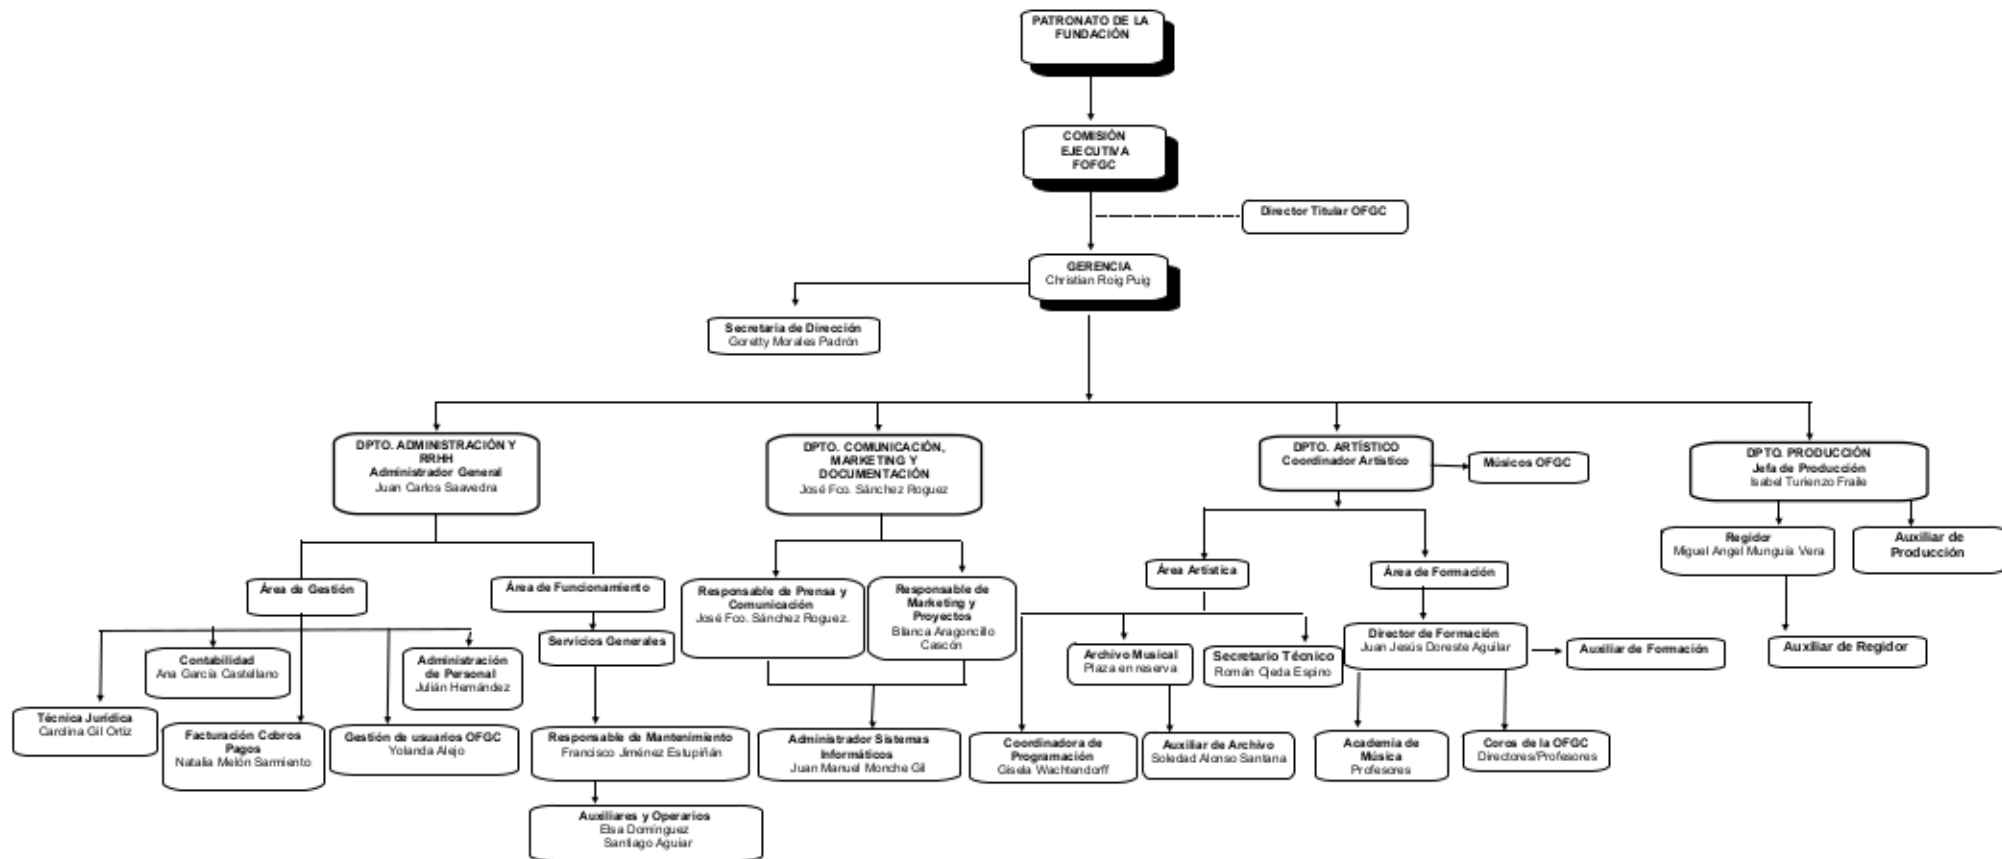 PATRONATO DE LA
FUNDACIÓN
COMISIÓN
EJECUTIVA
FOFGC
Director Titular OFGC
GERENCIA
Christian Roig Puig
Secretaria de Dirección
Goretty Morales Padrón
DPTO. ADMINISTRACIÓN Y
RRHH
Administrador General
Juan Carlos Saavedra
DPTO. COMUNICACIÓN,
MARKETING Y
DOCUMENTACIÓN
José Fco. Sánchez Roguez
DPTO. ARTÍSTICO
Coordinador Artístico
Músicos OFGC
DPTO. PRODUCCIÓN
Jefa de Producción
Isabel Turienzo Fraile
Regidor
Miguel Angel Munguía Vera
Auxiliar de
Producción
Área de Gestión
Área de Funcionamiento
Responsable de Prensa y
Comunicación
José Fco. Sánchez Roguez.
Responsable de
Marketing y
Proyectos
Blanca Aragoncillo
Cascón
Área Artística
Área de Formación
Contabilidad
Ana García Castellano
Administración
de Personal
Julián Hernández
Servicios Generales
Archivo Musical
Plaza en reserva
Secretario Técnico
Román Ojeda Espino
Director de Formación
Juan Jesús Doreste Aguilar
Auxiliar de Formación
Auxiliar de Regidor
Técnica Jurídica
Carolina Gil Ortiz
Facturación Cobros
Pagos
Natalia Melón Sarmiento
Gestión de usuarios OFGC
Yolanda Alejo
Responsable de Mantenimiento
Francisco Jiménez Estupiñán
Administrador Sistemas
Informáticos
Juan Manuel Monche Gil
Coordinadora de
Programación
Gisela Wachtendorff
Auxiliar de Archivo
Soledad Alonso Santana
Academia de
Música
Profesores
Coros de la OFGC
Directores/Profesores
Auxiliares y Operarios
Elsa Domínguez
Santiago Aguiar